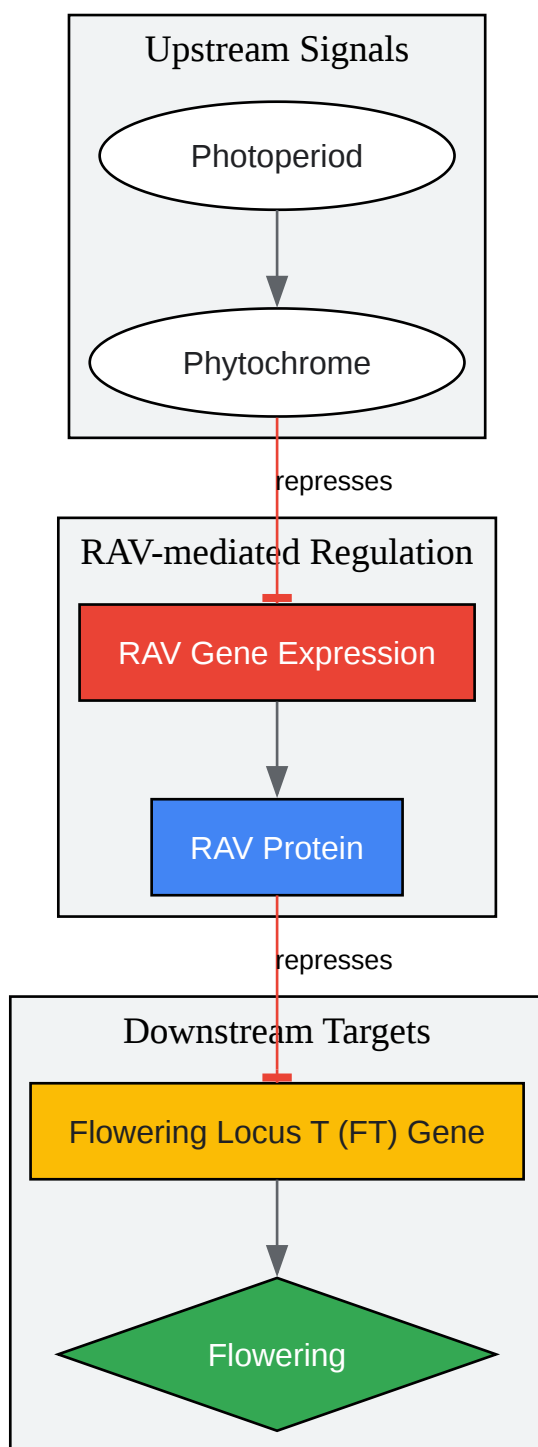 Upstream Signals
Photoperiod
Phytochrome
represses
RAV-mediated Regulation
RAV Gene Expression
RAV Protein
represses
Downstream Targets
Flowering Locus T (FT) Gene
Flowering